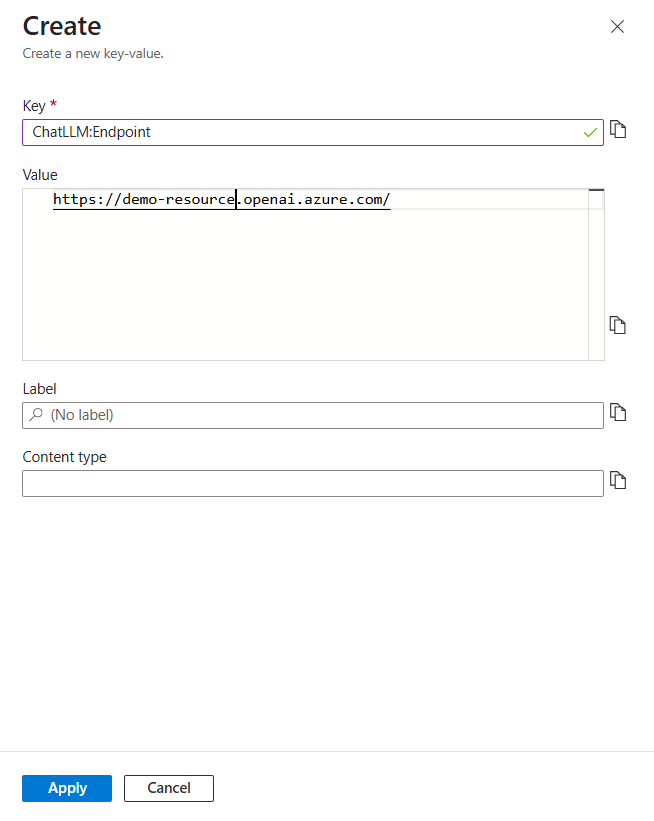 Create
Create a new key-value.
Key *
ChatLLM:Endpoint
Value
https://demo-resource.openai.azure.com/
Label
(No label)
Content type
Apply
Cancel